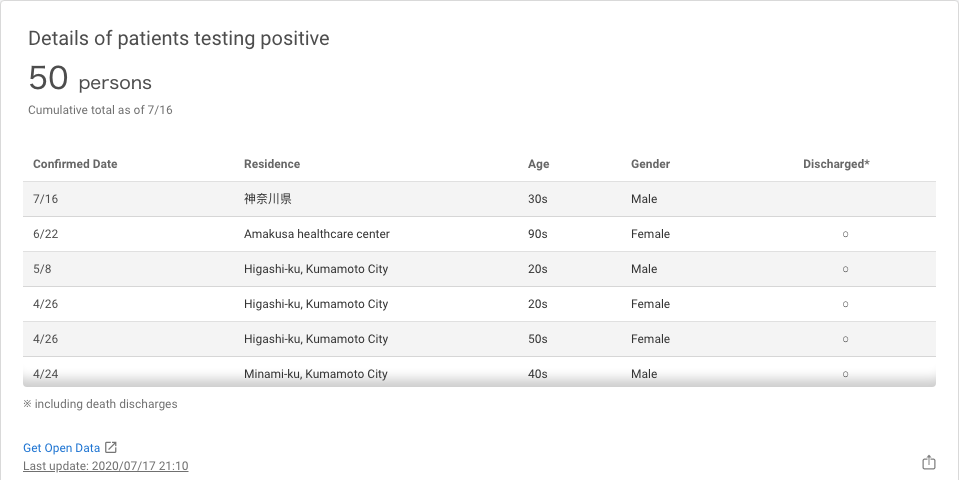 Details of patients testing positive
50 persons
Cumulative total as of 7/16
Confirmed Date Residence Age Gender Discharged*
7/16 神奈川県 30s Male
6/22 Amakusa healthcare center 90s Female ○
5/8 Higashi-ku, Kumamoto City 20s Male ○
4/26 Higashi-ku, Kumamoto City 20s Female ○
4/26 Higashi-ku, Kumamoto City 50s Female ○
4/24 Minami-ku, Kumamoto City 40s Male ○
※ including death discharges
Get Open Data
Last update: 2020/07/17 21:10